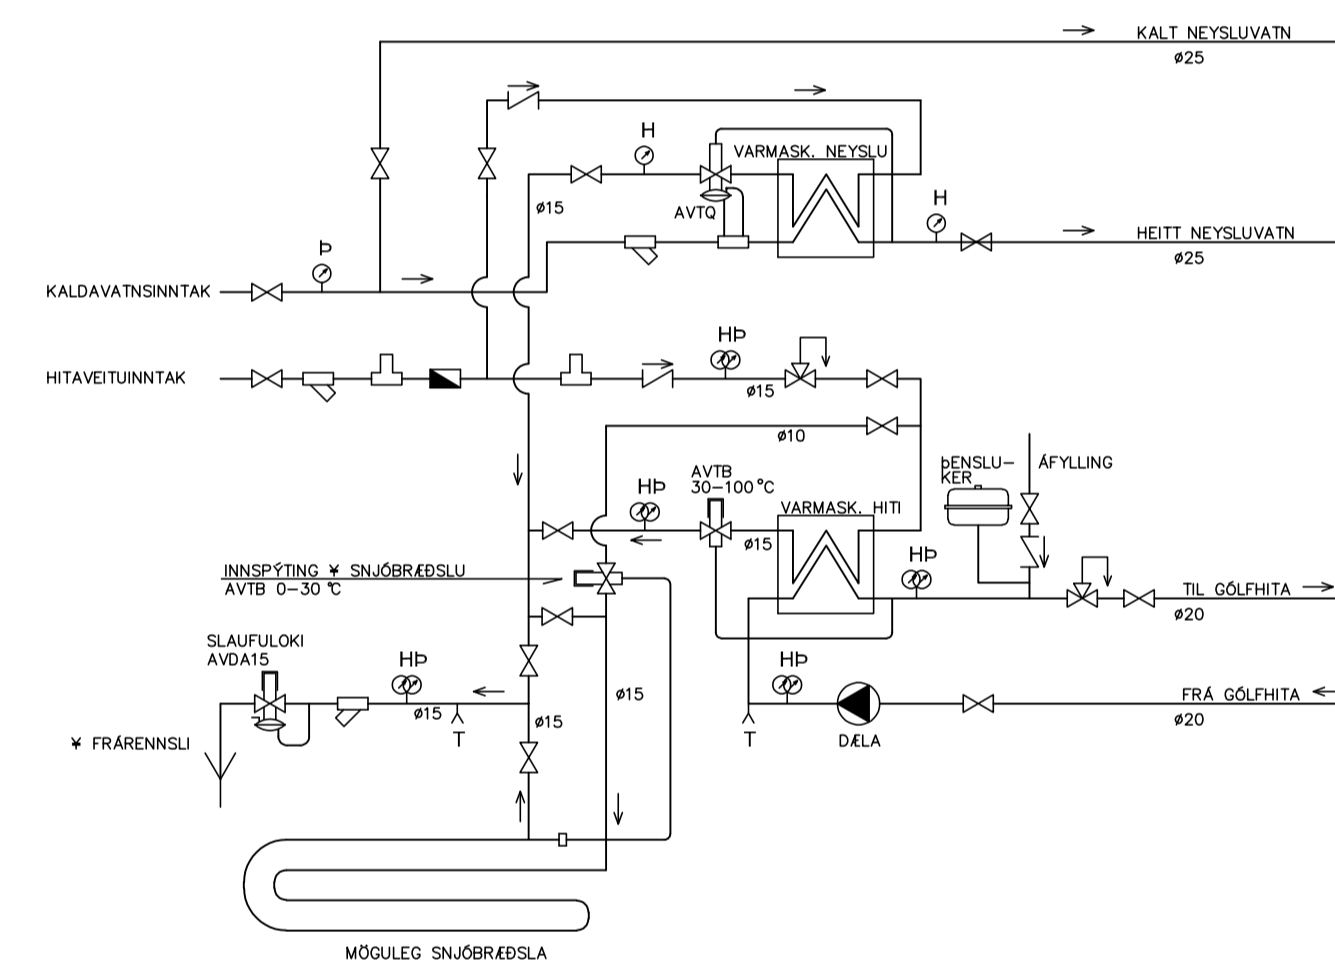 KALT NEYSLUVATN
ø25
H
VARMASK. NEYSLU
ø15
AVTQ
H
HEITT NEYSLUVATN
ø25
Þ
KALDAVATNSINNTAK
HÞ
HITAVEITUINNTAK
ø15
ø10
AVTB
30-100°C
ÞENSLU-
KER
ÁFYLLING
HÞ
VARMASK. HITI
ø15
HÞ
INNSPÝTING ¥ SNJÓBRÆÐSLU
AVTB 0-30 °C
TIL GÓLFHITA
ø20
SLAUFULOKI
AVDA15
HÞ
HÞ
ø15
FRÁ GÓLFHITA
ø15
ø15
ø20
T
T
DÆLA
¥ FRÁRENNSLI
MÖGULEG SNJÓBRÆÐSLA